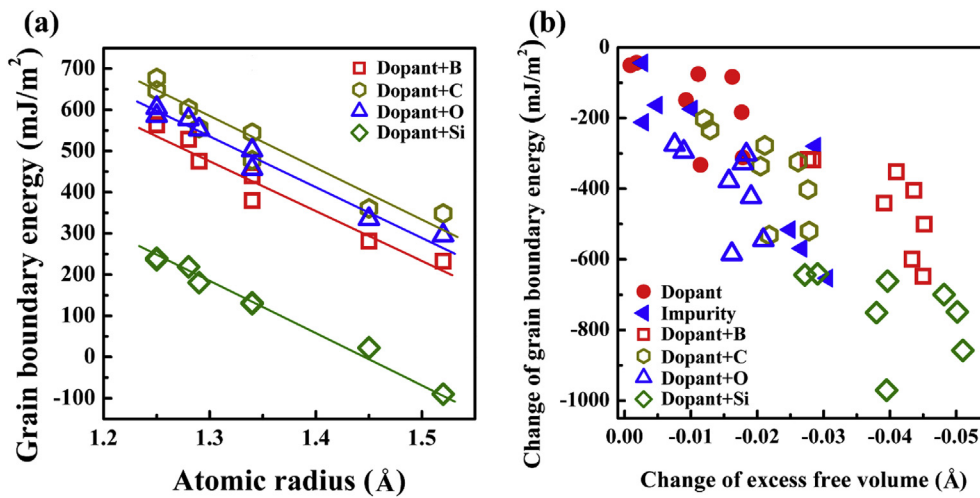 (a)
Grain boundary energy (mJ/m²)
700
600
500
400
300
200
100
0
-100
1.2
1.3
1.4
1.5
Atomic radius (Å)
Dopant+B
Dopant+C
Dopant+O
Dopant+Si
(b)
Change of grain boundary energy (mJ/m²)
0
-200
-400
-600
-800
-1000
0.00
-0.01
-0.02
-0.03
-0.04
-0.05
Change of excess free volume (Å)
Dopant
Impurity
Dopant+B
Dopant+C
Dopant+O
Dopant+Si